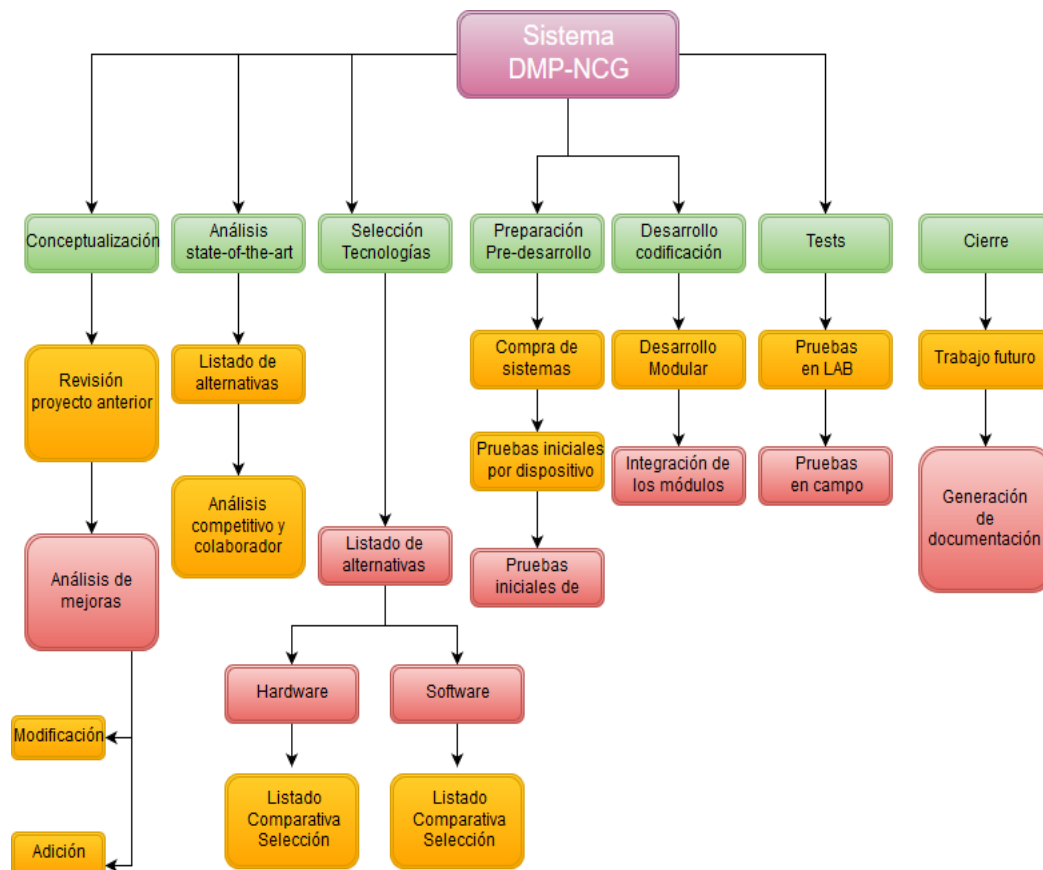 Sistema
DMP-NCG
Conceptualización
Análisis
state-of-the-art
Selección
Tecnologías
Preparación
Pre-desarrollo
Desarrollo
codificación
Tests
Cierre
Revisión
proyecto anterior
Listado de
alternativas
Compra de
sistemas
Desarrollo
Modular
Pruebas
en LAB
Trabajo futuro
Pruebas iniciales
por dispositivo
Integración de
los módulos
Pruebas
en campo
Generación
de
documentación
Análisis
competitivo y
colaborador
Listado de
alternativas
Pruebas
iniciales de
Análisis de
mejoras
Hardware
Software
Modificación
Listado
Comparativa
Selección
Listado
Comparativa
Selección
Adición